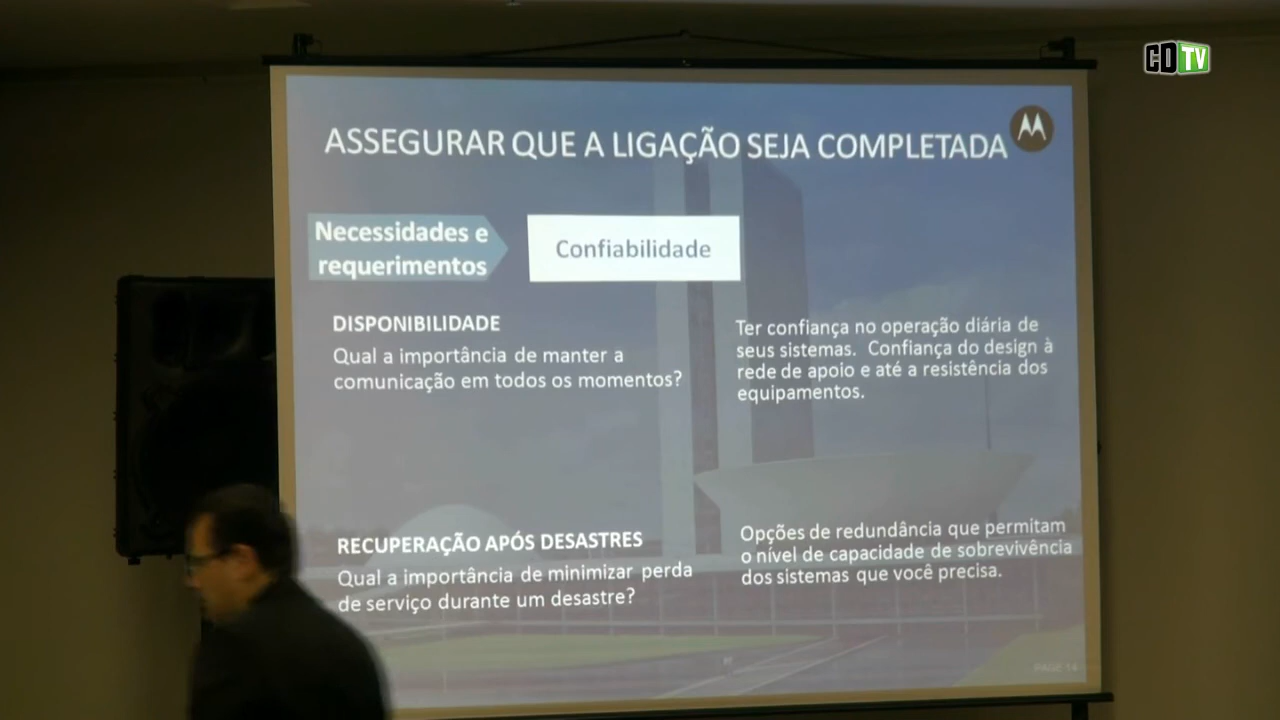 CDTV
ASSEGURAR QUE A LIGAÇÃO SEJA COMPLETADA
Necessidades e
requerimentos
Confiabilidade
DISPONIBILIDADE
Qual a importância de manter a
comunicação em todos os momentos?
Ter confiança no operação diária de
seus sistemas. Confiança do design à
rede de apoio e até a resistência dos
equipamentos.
RECUPERAÇÃO APÓS DESASTRES
Qual a importância de minimizar perda
de serviço durante um desastre?
Opções de redundância que permitam
o nível de capacidade de sobrevivência
dos sistemas que você precisa.
PAGE 14